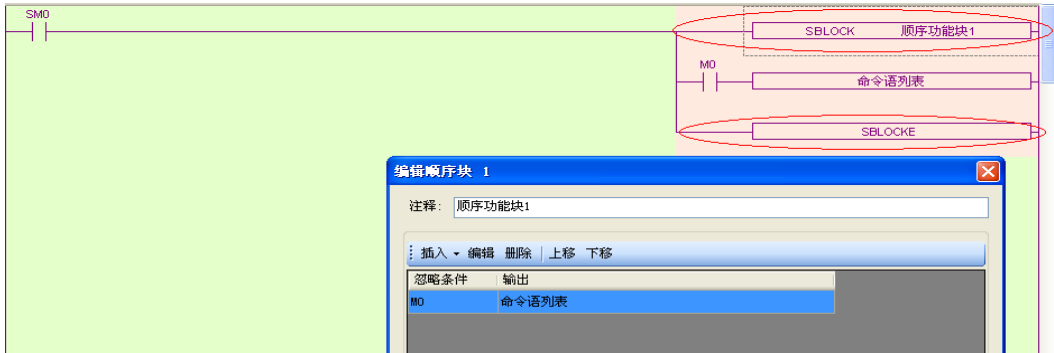 SM0
SBLOCK 顺序功能块1
M0
命令语列表
SBLOCKE
编辑顺序块 1
注释: 顺序功能块1
插入 编辑 删除 上移 下移
忽略条件 输出
M0 命令语列表